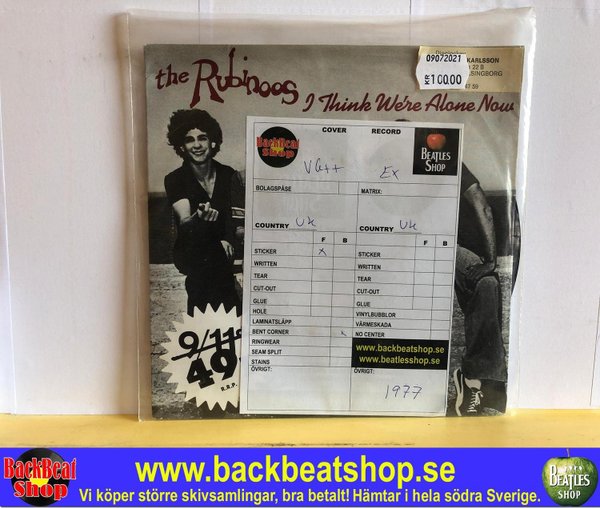 the Rubinoos
I Think We're Alone Now
09072021
KR 100.00
KARLSSON
22 B
SINGBORG
47 59
COVER RECORD
BackBeat
Shop
BEATLES
SHOP
VG++ EX
BOLAGSPÅSE MATRIX:
COUNTRY UK COUNTRY UK
F B F B
STICKER x STICKER
WRITTEN WRITTEN
TEAR TEAR
CUT-OUT CUT-OUT
GLUE GLUE
HOLE VINYLBUBBLOR
LAMINATSLÄPP VÄRMESKADA
BENT CORNER x NO CENTER
RINGWEAR
SEAM SPLIT
STAINS
www.backbeatshop.se
www.beatlesshop.se
ÖVRIGT: ÖVRIGT:
1977
9/11
49
R.R.P.
BackBeat
Shop
www.backbeatshop.se
Vi köper större skivsamlingar, bra betalt! Hämtar i hela södra Sverige.
BEATLES
SHOP